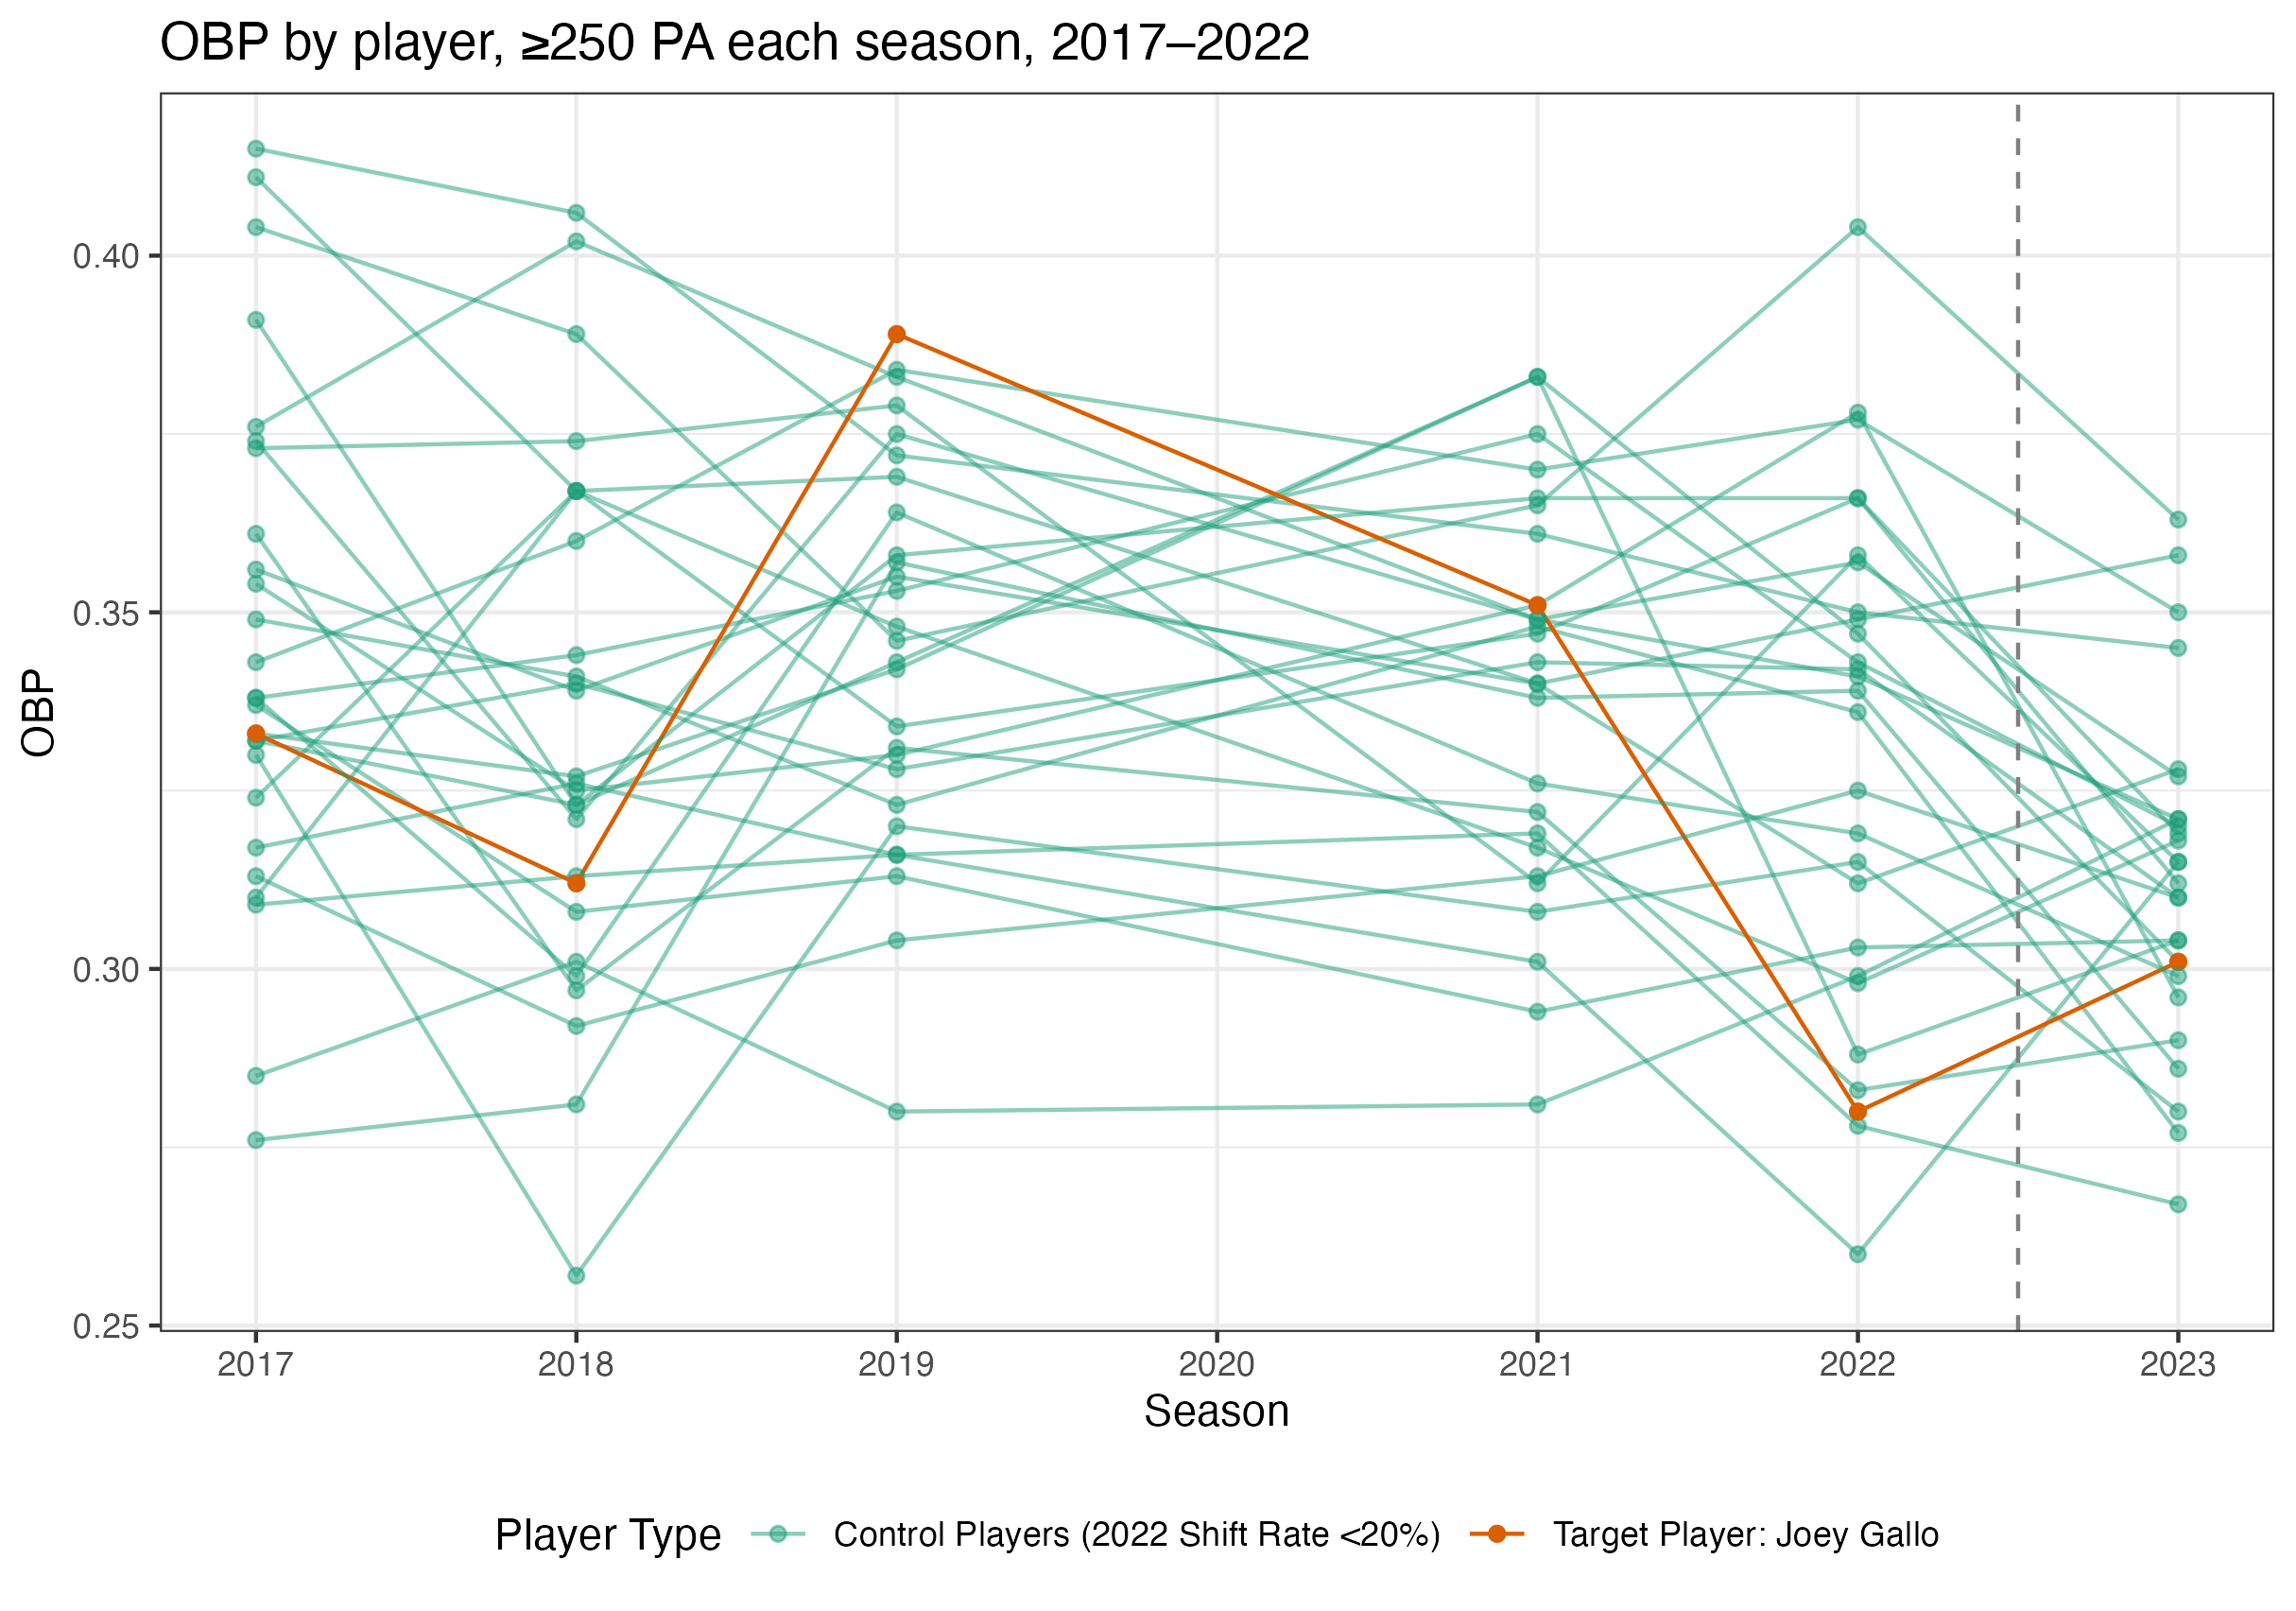 OBP by player, ≥250 PA each season, 2017–2022
OBP
0.40
0.35
0.30
0.25
2017 2018 2019 2020 2021 2022 2023
Season
Player Type Control Players (2022 Shift Rate <20%) Target Player: Joey Gallo